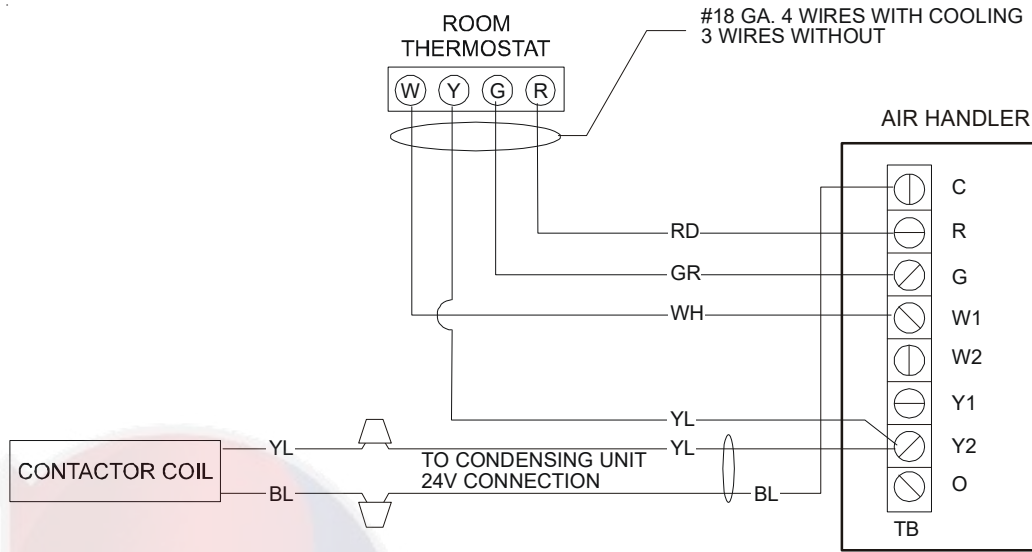 #18 GA. 4 WIRES WITH COOLING
3 WIRES WITHOUT
ROOM
THERMOSTAT
W Y G R
AIR HANDLER
C
RD
R
GR
G
WH
W1
W2
Y1
YL
YL
YL
Y2
CONTACTOR COIL
TO CONDENSING UNIT
24V CONNECTION
BL
BL
O
TB